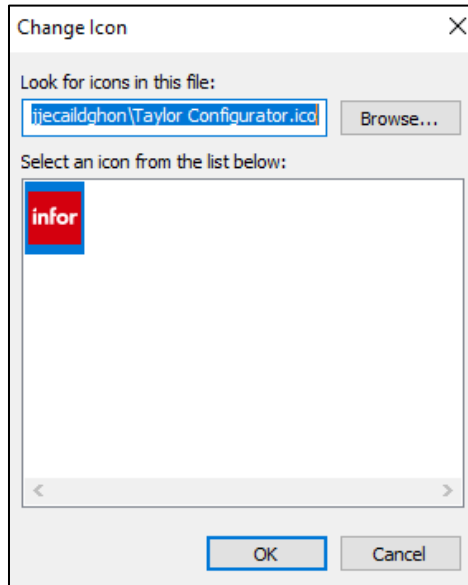 Change Icon
Look for icons in this file:
jjecaildghon\Taylor Configurator.ico
Browse...
Select an icon from the list below:
infor
OK
Cancel